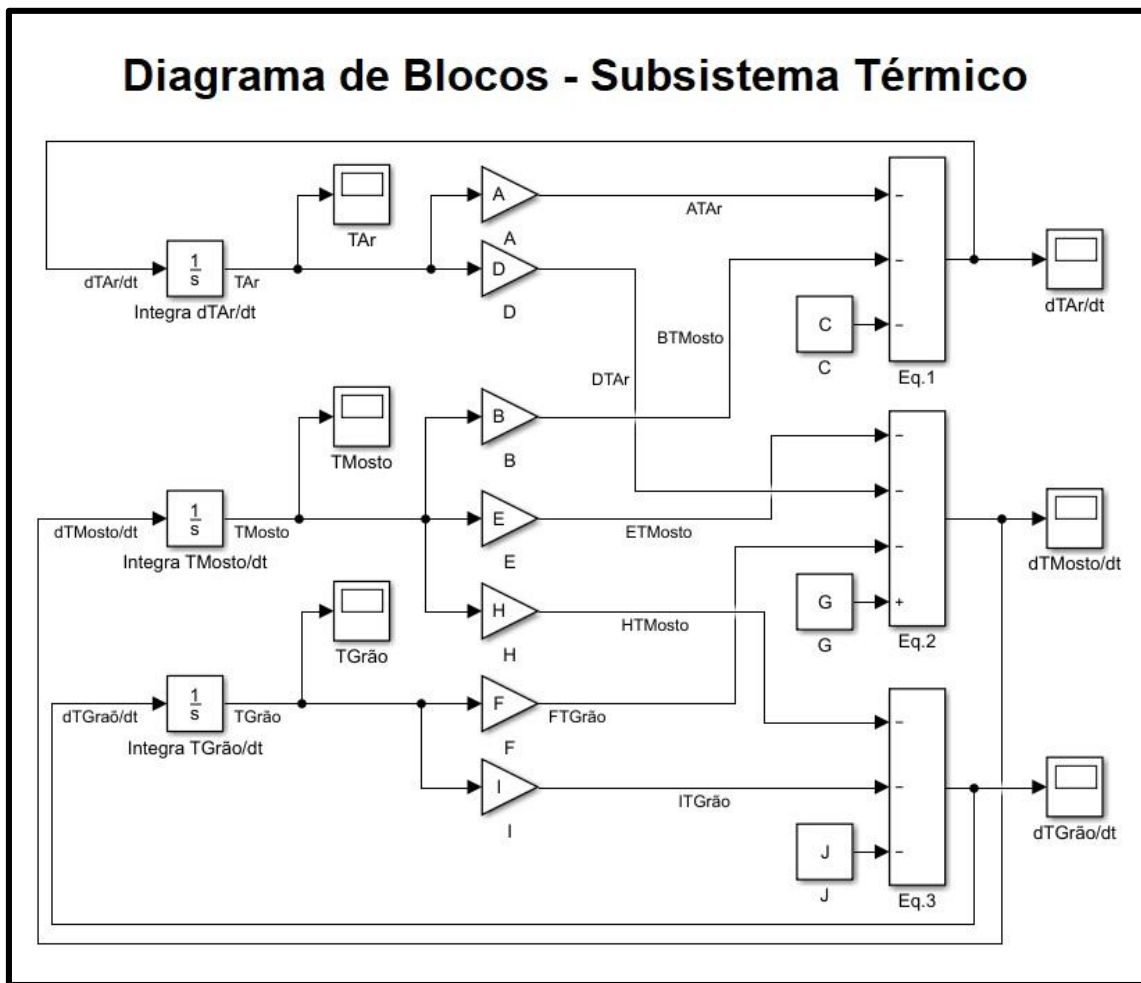 Diagrama de Blocos - Subsistema Térmico
TAr
A
A
ATAr
−
dTAr/dt
1
s
TAr
Integra dTAr/dt
D
D
BTMosto
−
C
C
−
Eq.1
dTAr/dt
DTAr
TMosto
B
B
−
dTMosto/dt
1
s
TMosto
Integra TMosto/dt
E
E
ETMosto
−
−
dTMosto/dt
TGrão
H
H
HTMosto
G
G
+
Eq.2
dTGraõ/dt
1
s
TGrão
Integra TGrão/dt
F
F
FTGrão
−
I
I
ITGrão
−
J
J
−
Eq.3
dTGrão/dt